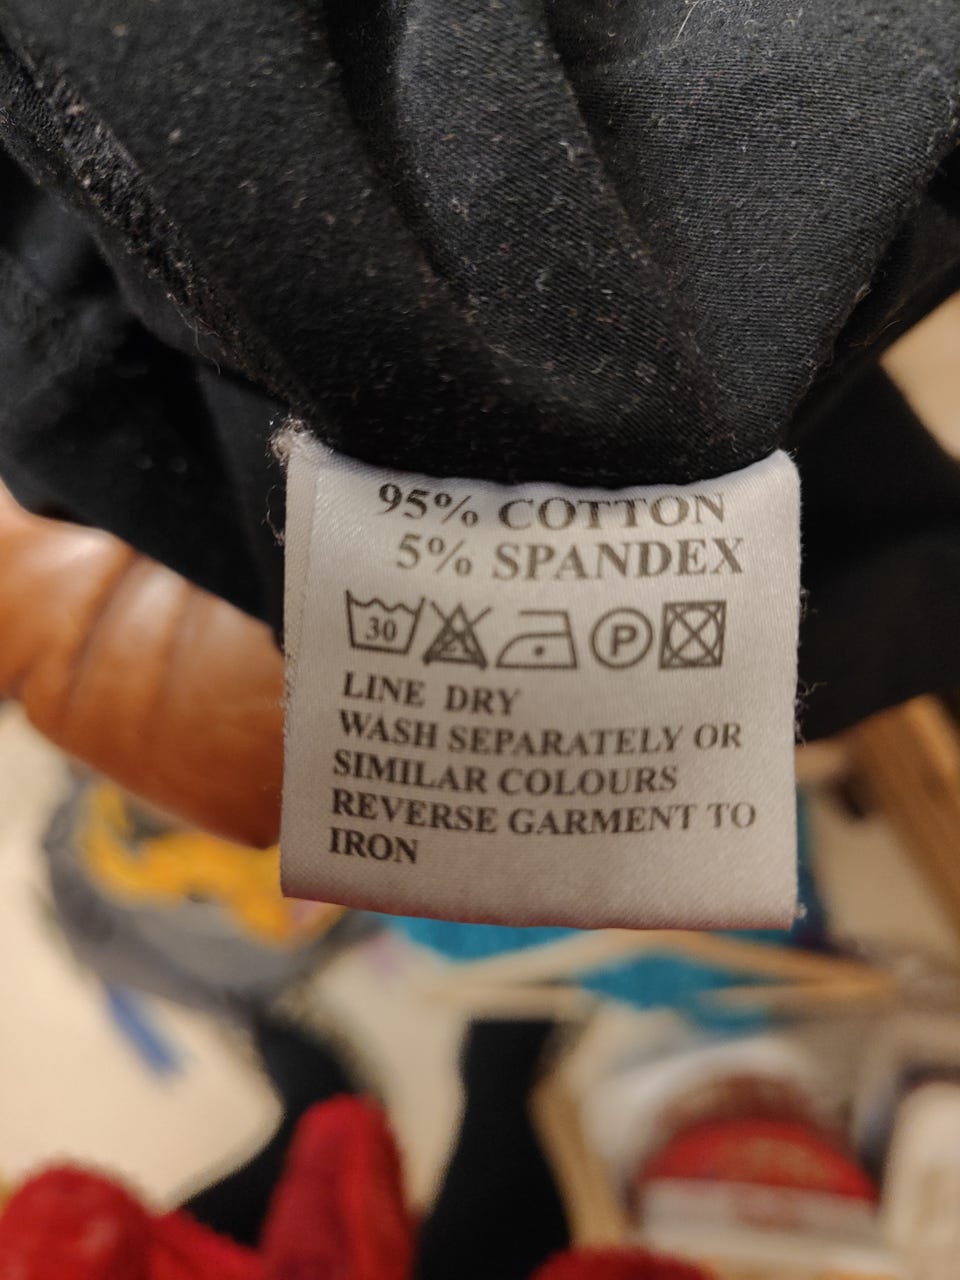 95% COTTON
5% SPANDEX
30 P
LINE DRY
WASH SEPARATELY OR
SIMILAR COLOURS
REVERSE GARMENT TO
IRON